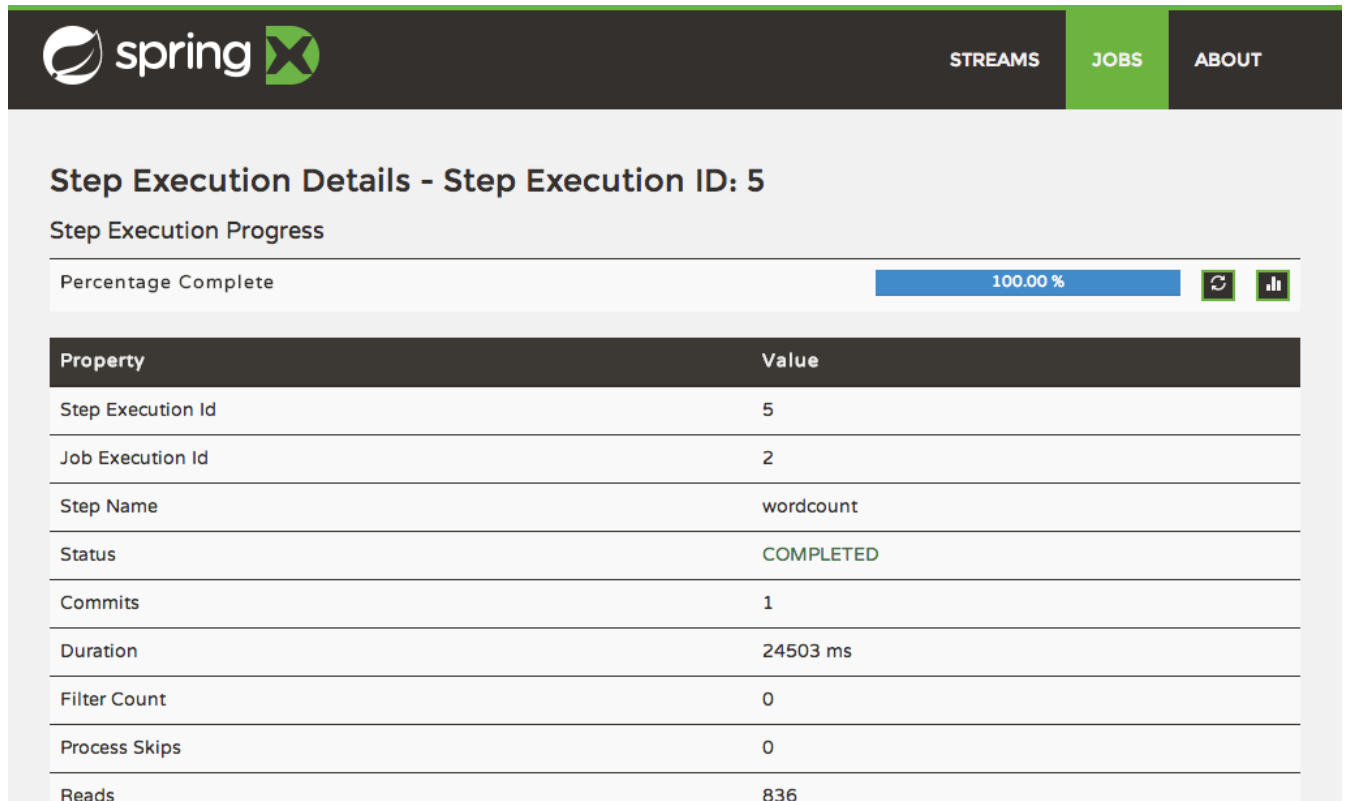 spring XD
STREAMS JOBS ABOUT
Step Execution Details - Step Execution ID: 5
Step Execution Progress
Percentage Complete 100.00 %
Property Value
Step Execution Id 5
Job Execution Id 2
Step Name wordcount
Status COMPLETED
Commits 1
Duration 24503 ms
Filter Count 0
Process Skips 0
Reads 836